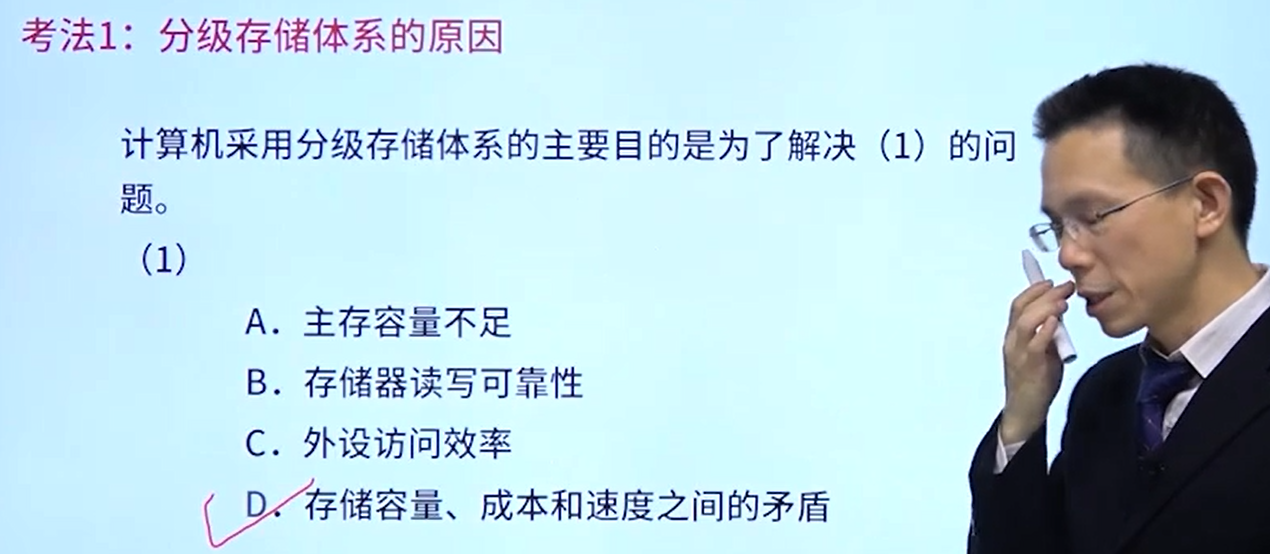 考法1：分级存储体系的原因
计算机采用分级存储体系的主要目的是为了解决（1）的问
题。
（1）
A．主存容量不足
B．存储器读写可靠性
C．外设访问效率
D．存储容量、成本和速度之间的矛盾